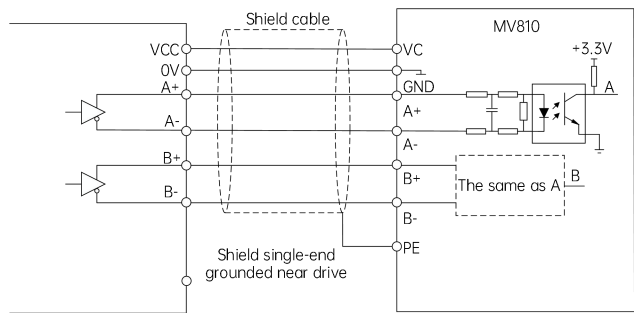 Shield cable
MV810
VCC
VC
+3.3V
0V
GND
A+
A+
A
A-
A-
B+
B+
The same as A
B
B-
B-
Shield single-end
grounded near drive
PE